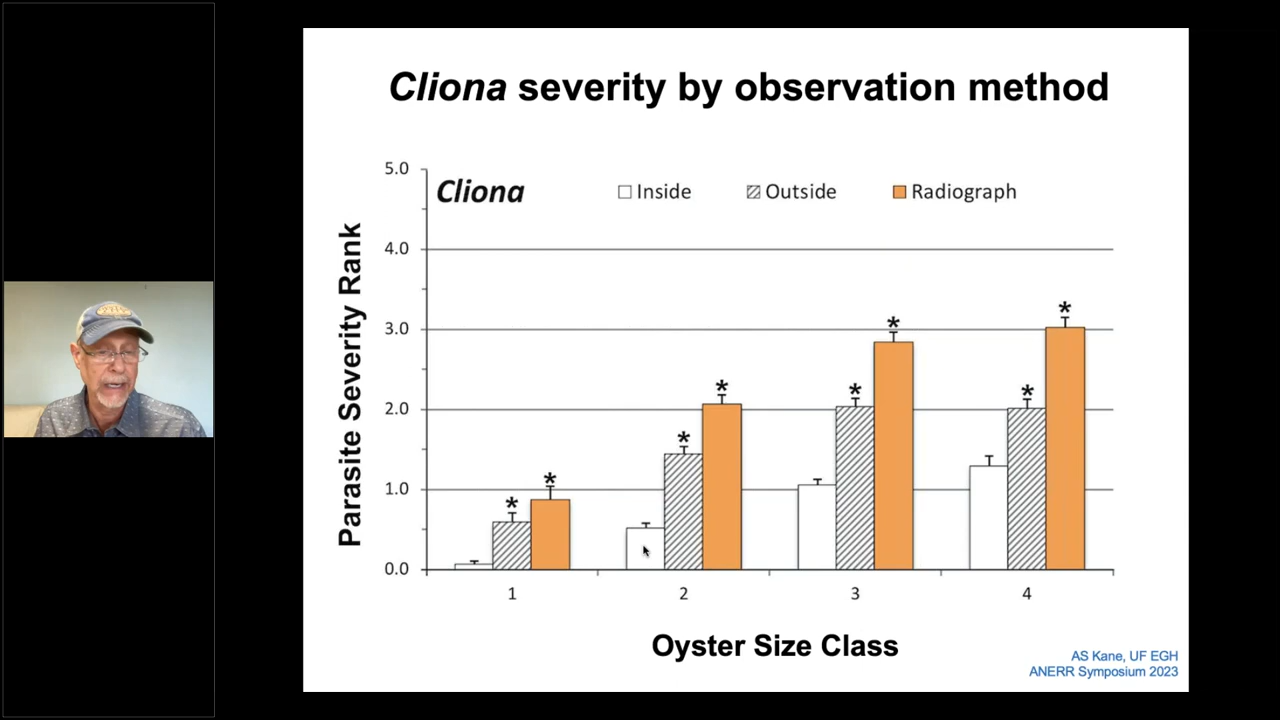 Cliona severity by observation method
5.0
Cliona
Inside
Outside
Radiograph
4.0
3.0
2.0
1.0
0.0
Parasite Severity Rank
* * * * * * * *
1 2 3 4
Oyster Size Class
AS Kane, UF EGH
ANERR Symposium 2023